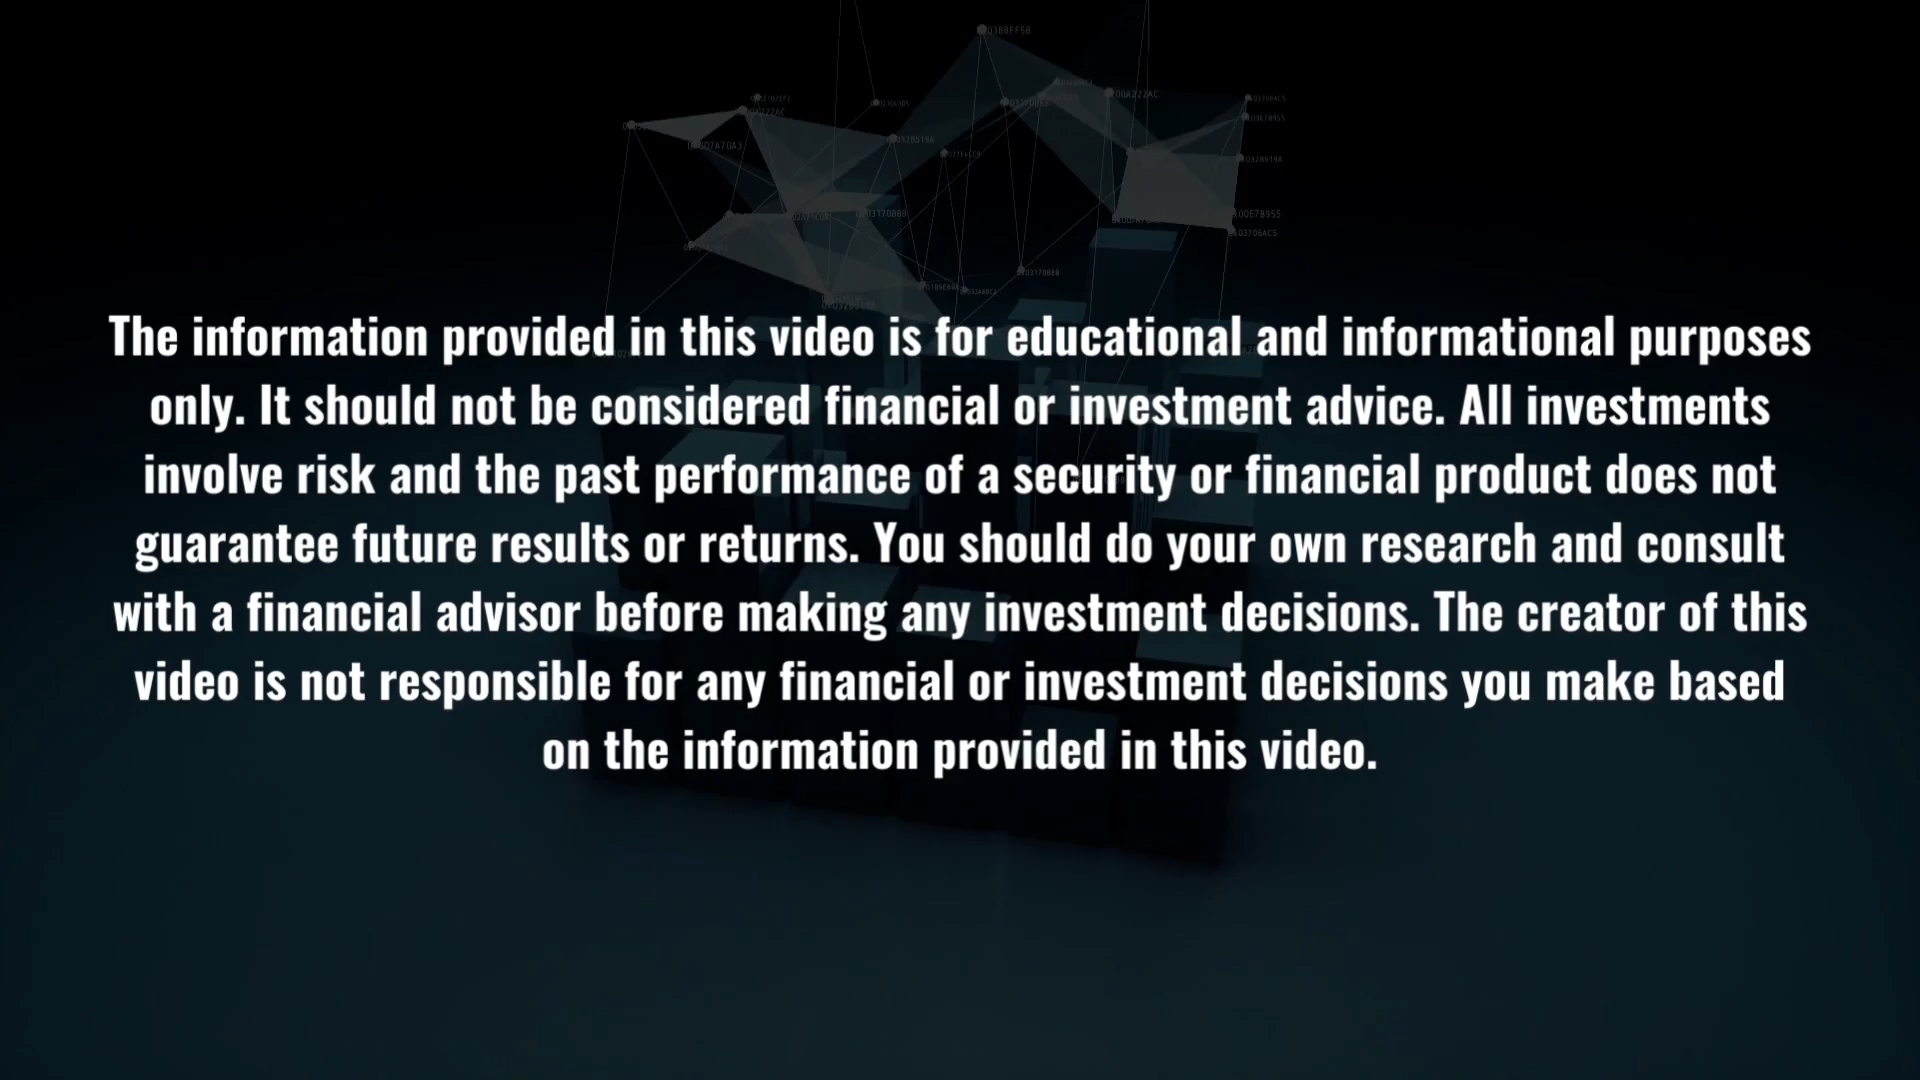 The information provided in this video is for educational and informational purposes
only. It should not be considered financial or investment advice. All investments
involve risk and the past performance of a security or financial product does not
guarantee future results or returns. You should do your own research and consult
with a financial advisor before making any investment decisions. The creator of this
video is not responsible for any financial or investment decisions you make based
on the information provided in this video.